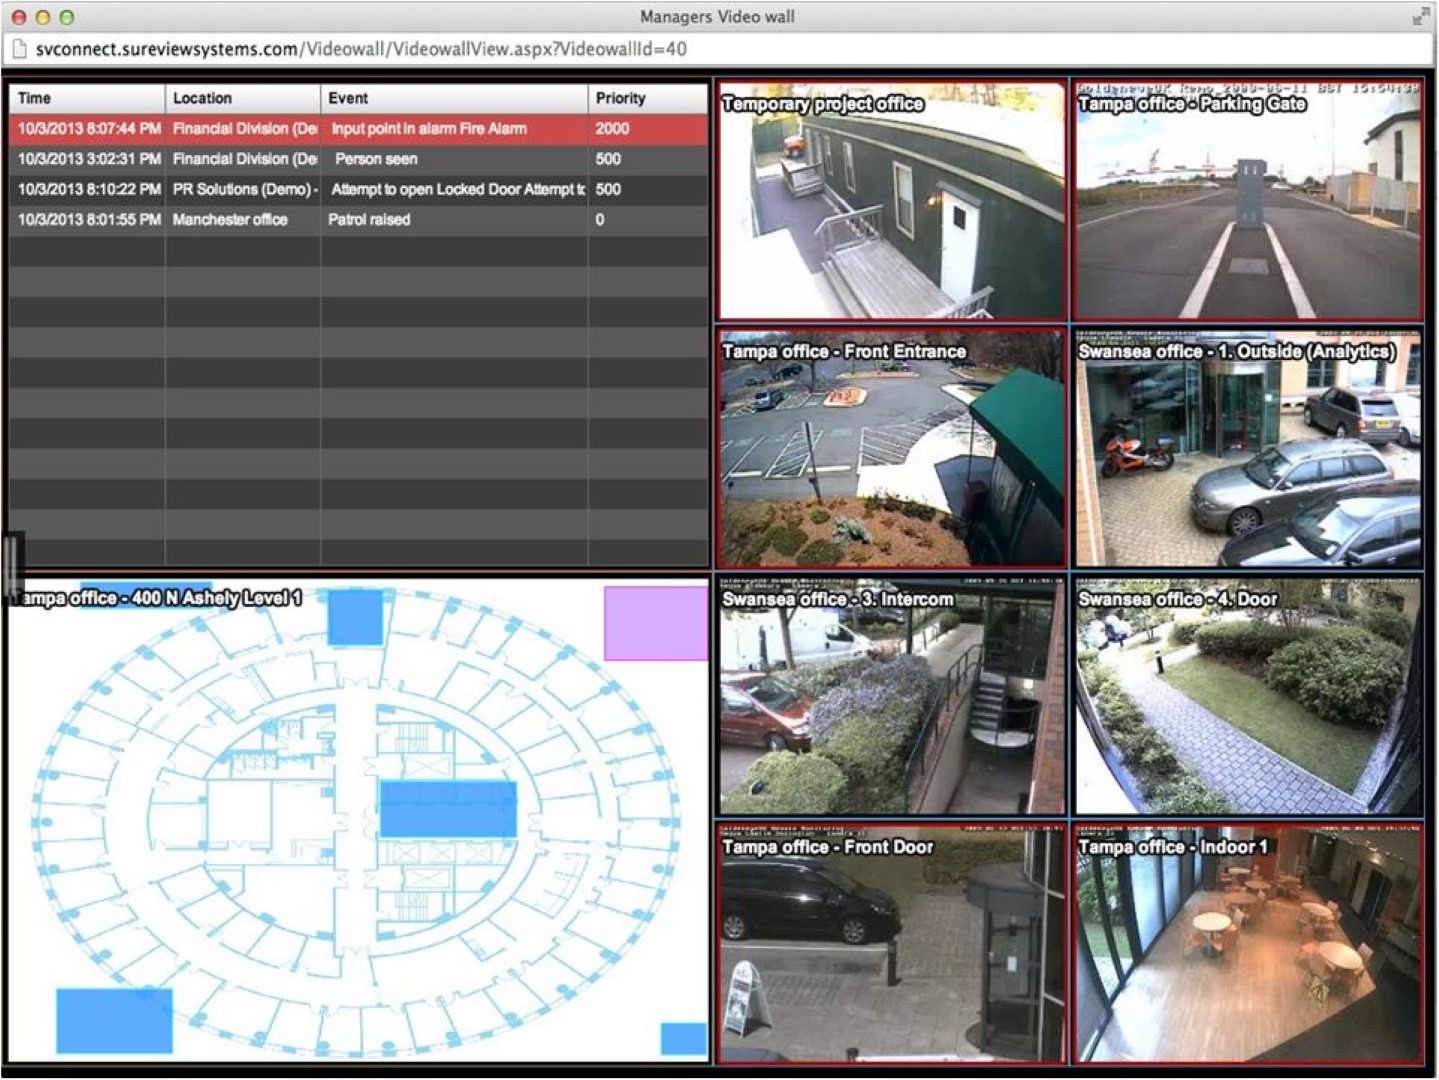 Managers Video wall
svconnect.sureviewsystems.com/Videowall/VideowallView.aspx?VideowallId=40
Time Location Event Priority
10/3/2013 8:07:44 PM Financial Division (De Input point in alarm Fire Alarm 2000
10/3/2013 3:02:31 PM Financial Division (De Person seen 500
10/3/2013 8:10:22 PM PR Solutions (Demo) - Attempt to open Locked Door Attempt to 500
10/3/2013 8:01:55 PM Manchester office Patrol raised 0
Temporary project office
Tampa office - Parking Gate
Tampa office - Front Entrance
Swansea office - 1. Outside (Analytics)
Tampa office - 400 N Ashely Level 1
Swansea office - 3. Intercom
Swansea office - 4. Door
Tampa office - Front Door
Tampa office - Indoor 1